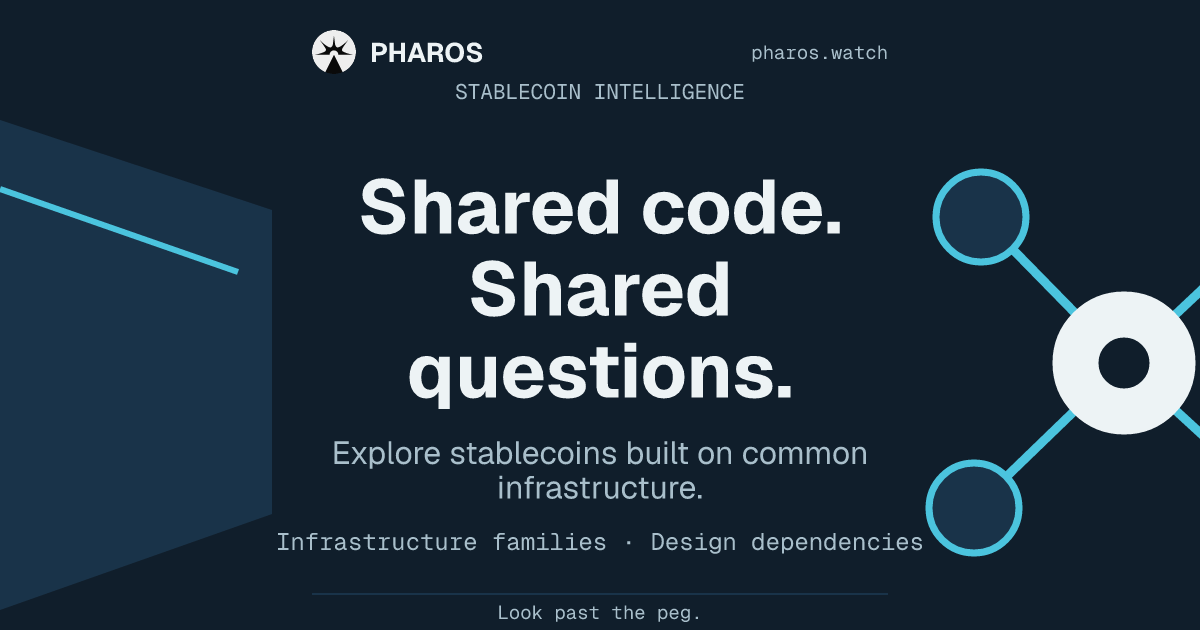 PHAROS
pharos.watch
STABLECOIN INTELLIGENCE
Shared code.
Shared
questions.
Explore stablecoins built on common
infrastructure.
Infrastructure families · Design dependencies
Look past the peg.